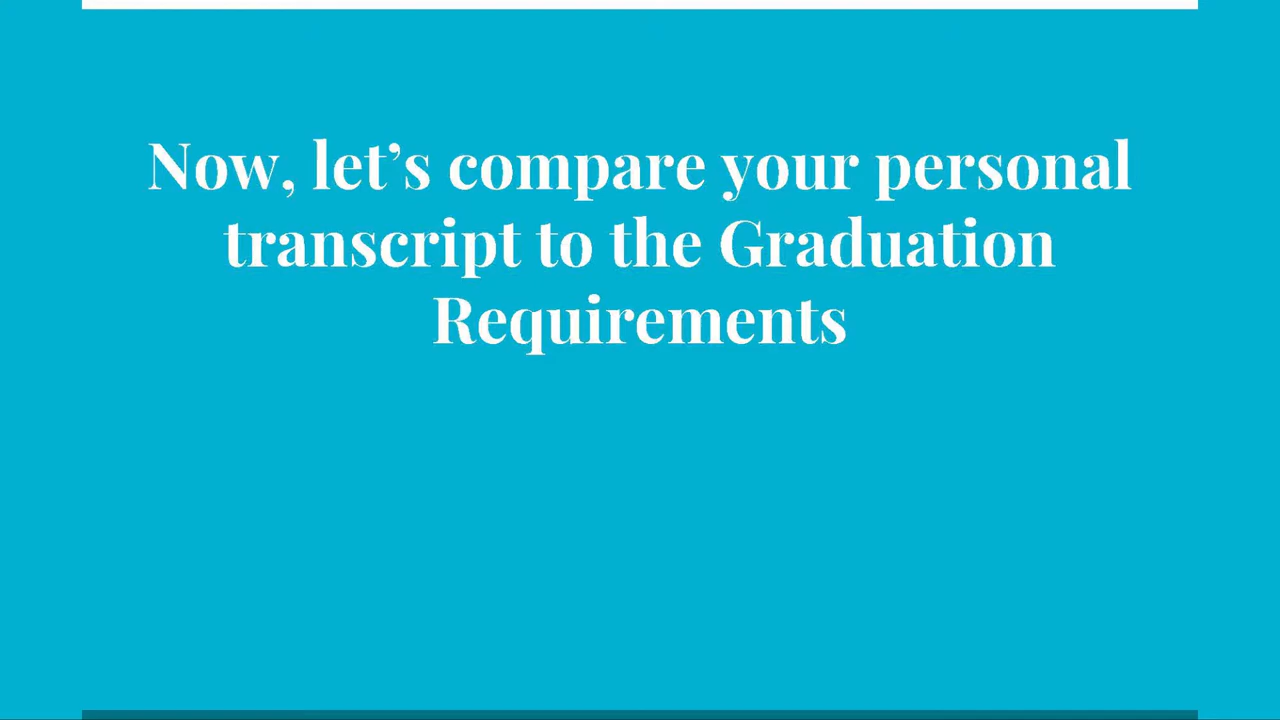 Now, let’s compare your personal
transcript to the Graduation
Requirements